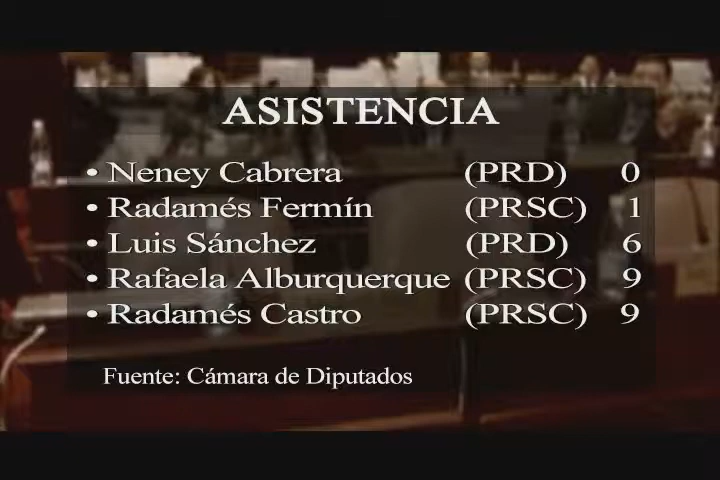 ASISTENCIA
• Neney Cabrera (PRD) 0
• Radamés Fermín (PRSC) 1
• Luis Sánchez (PRD) 6
• Rafaela Alburquerque (PRSC) 9
• Radamés Castro (PRSC) 9
Fuente: Cámara de Diputados